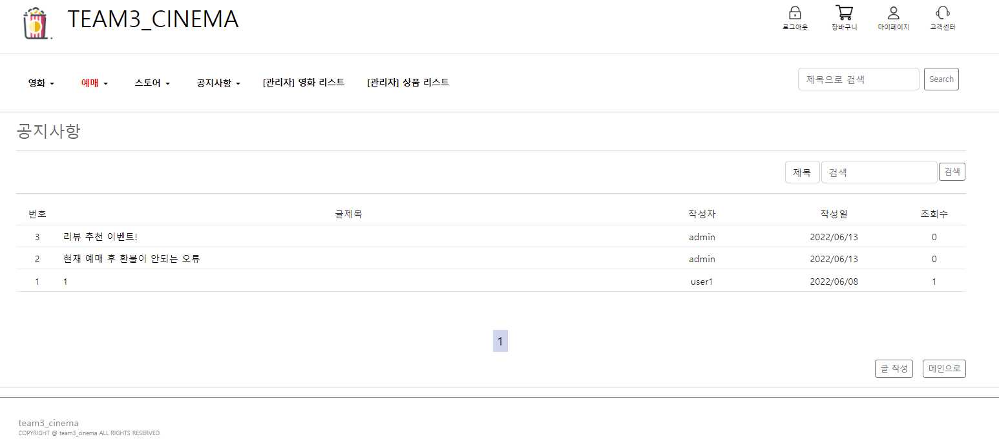 TEAM3_CINEMA
로그아웃 장바구니 마이페이지 고객센터
영화 예매 스토어 공지사항 [관리자] 영화 리스트 [관리자] 상품 리스트 제목으로 검색 Search
공지사항
제목 검색 검색
번호 글제목 작성자 작성일 조회수
3 리뷰 추천 이벤트! admin 2022/06/13 0
2 현재 예매 후 환불이 안되는 오류 admin 2022/06/13 0
1 1 user1 2022/06/08 1
1
글 작성 메인으로
team3_cinema
COPYRIGHT @ team3_cinema ALL RIGHTS RESERVED.